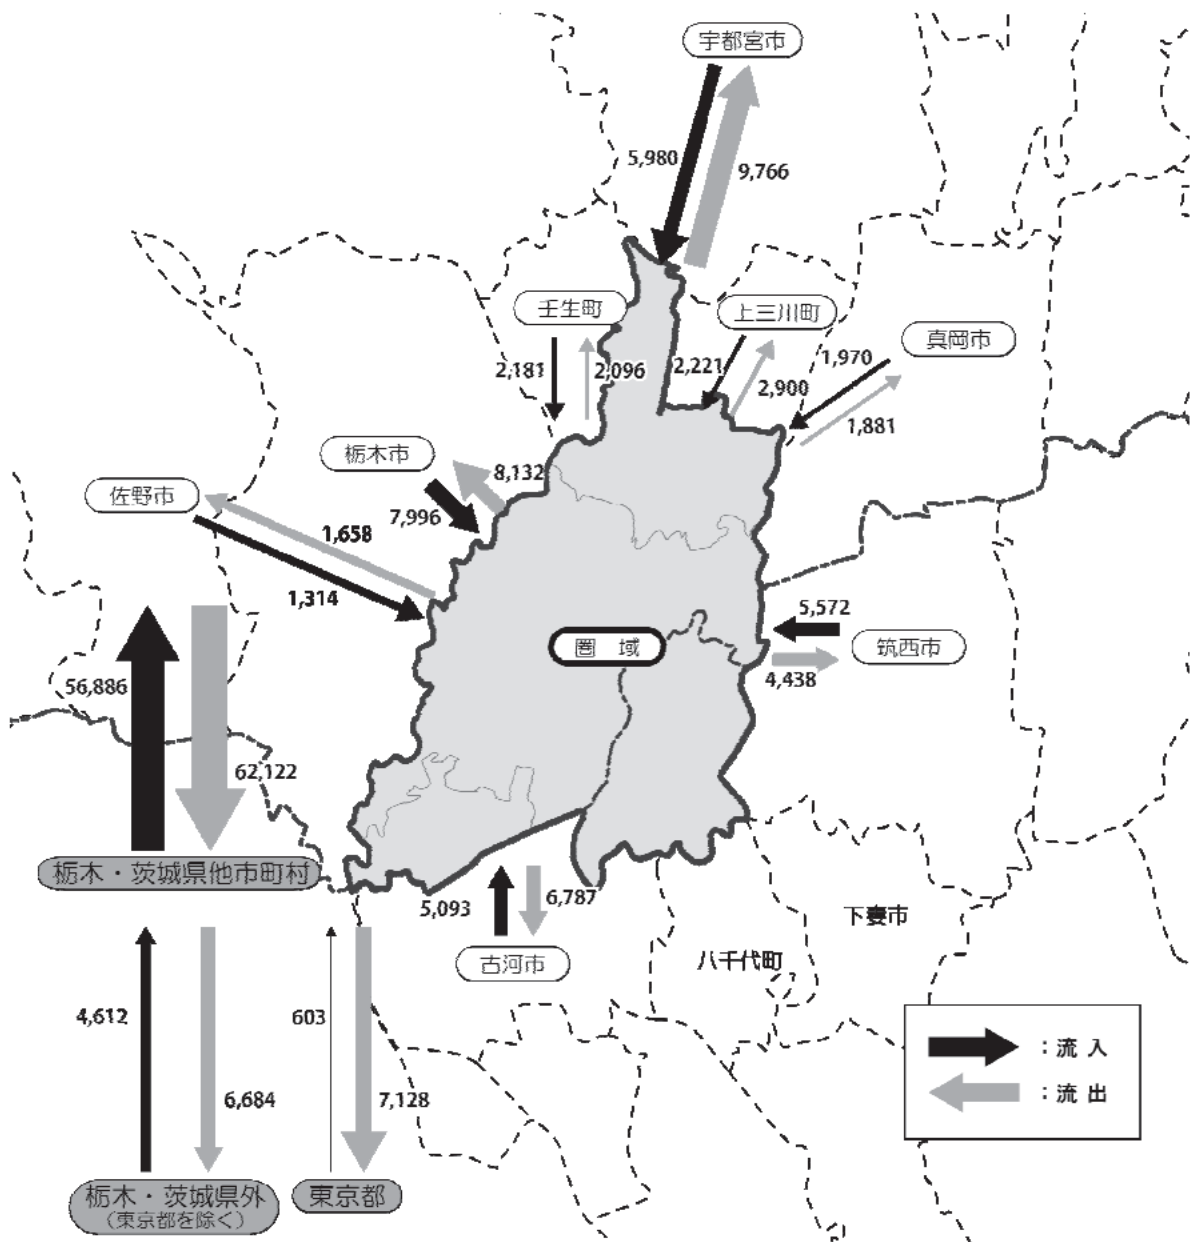 宇都宮市
5,980
9,766
壬生町
2,181
2,096
上三川町
2,221
2,900
真岡市
1,970
1,881
栃木市
8,132
7,996
佐野市
1,658
1,314
圏 域
5,572
筑西市
4,438
56,886
62,122
栃木・茨城県他市町村
5,093
6,787
古河市
下妻市
八千代町
4,612
6,684
603
7,128
栃木・茨城県外
(東京都を除く)
東京都
:流 入
:流 出